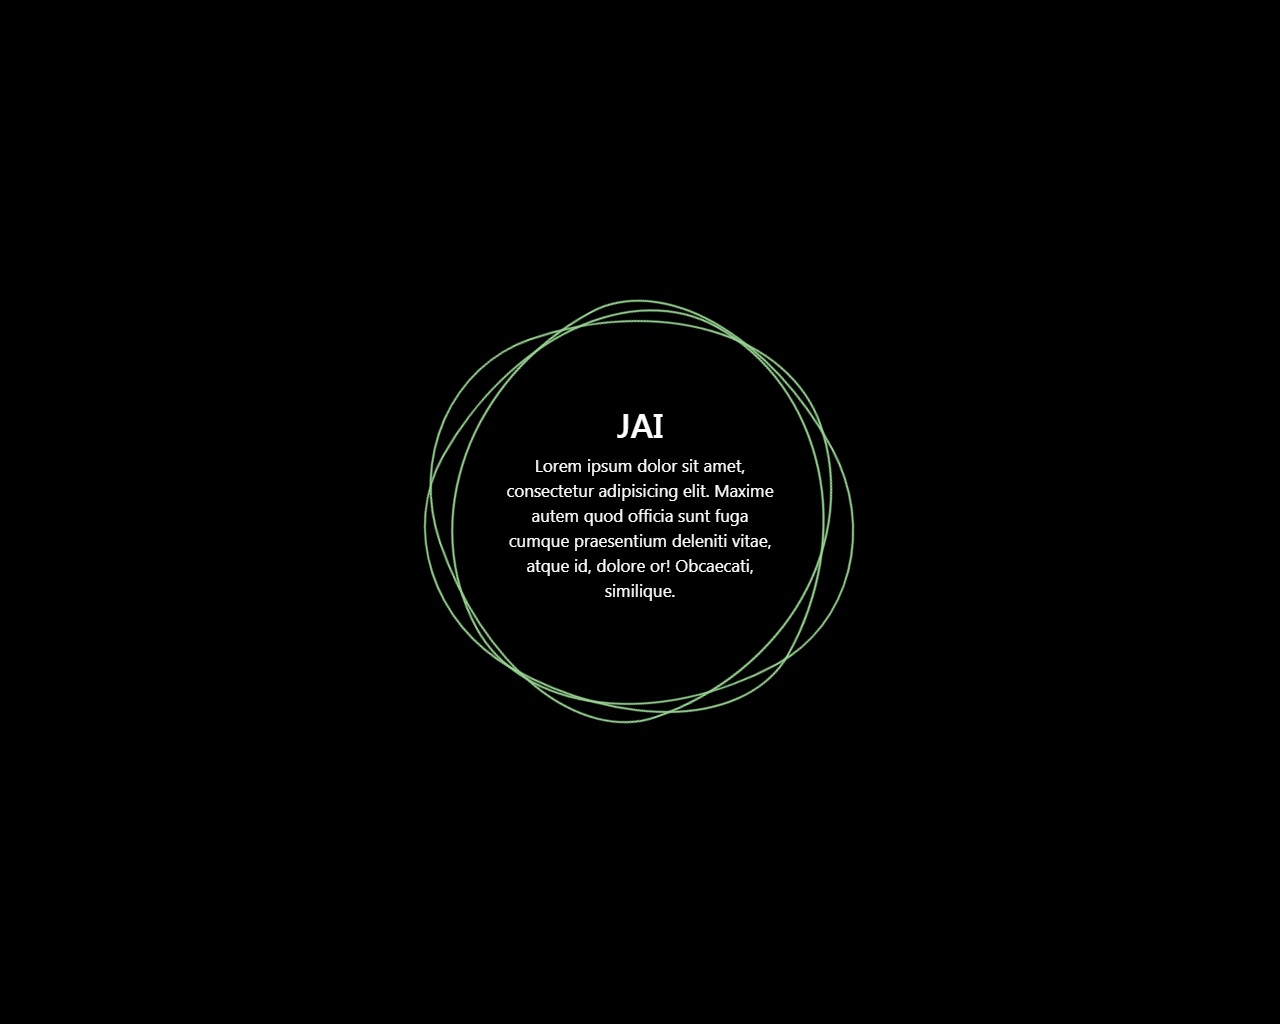 JAI
Lorem ipsum dolor sit amet,
consectetur adipisicing elit. Maxime
autem quod officia sunt fuga
cumque praesentium deleniti vitae,
atque id, dolore or! Obcaecati,
similique.